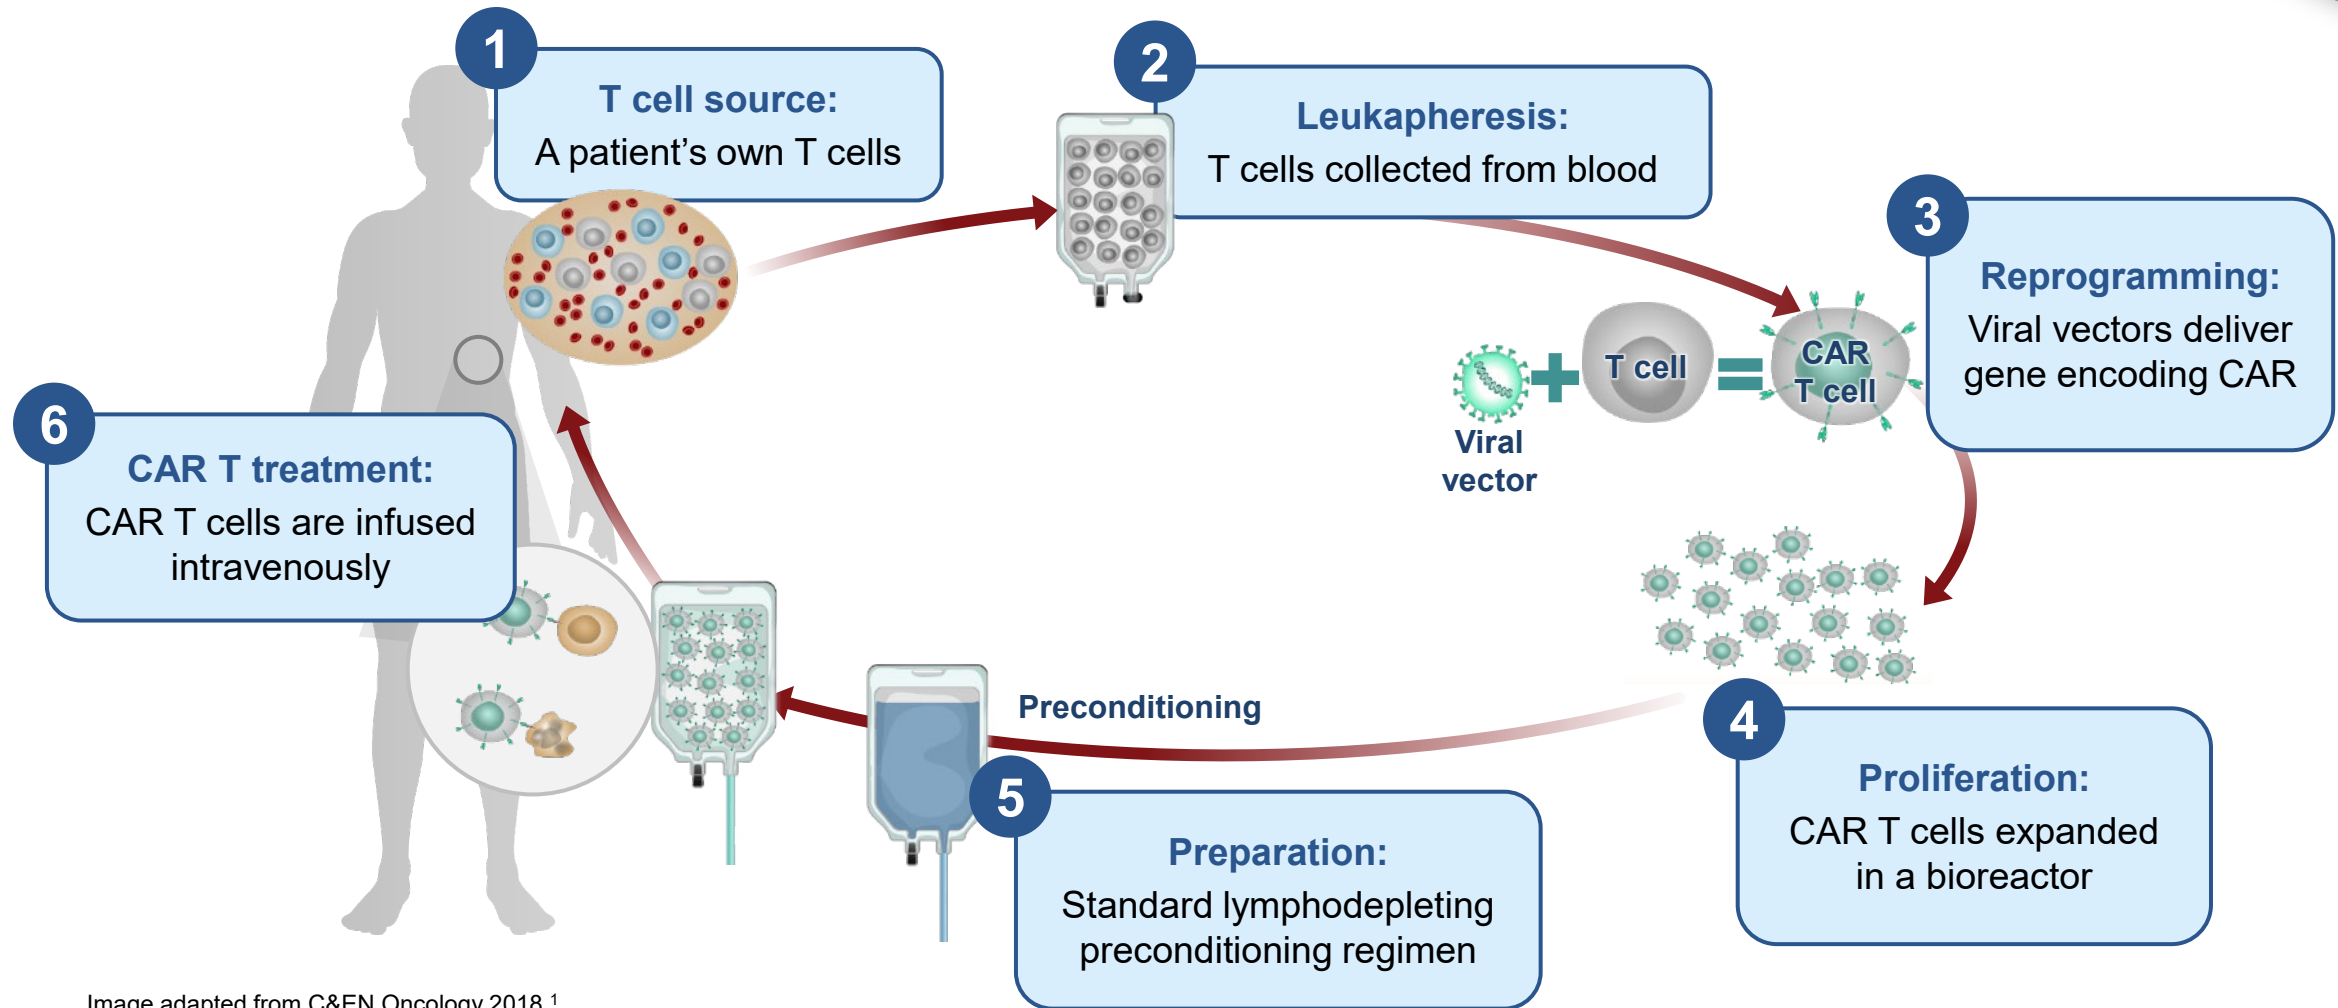 1
T cell source:
A patient’s own T cells
2
Leukapheresis:
T cells collected from blood
3
Reprogramming:
Viral vectors deliver
gene encoding CAR
Viral
vector
T cell
CAR
T cell
4
Proliferation:
CAR T cells expanded
in a bioreactor
Preconditioning
5
Preparation:
Standard lymphodepleting
preconditioning regimen
6
CAR T treatment:
CAR T cells are infused
intravenously
Image adapted from C&EN Oncology 2018.1